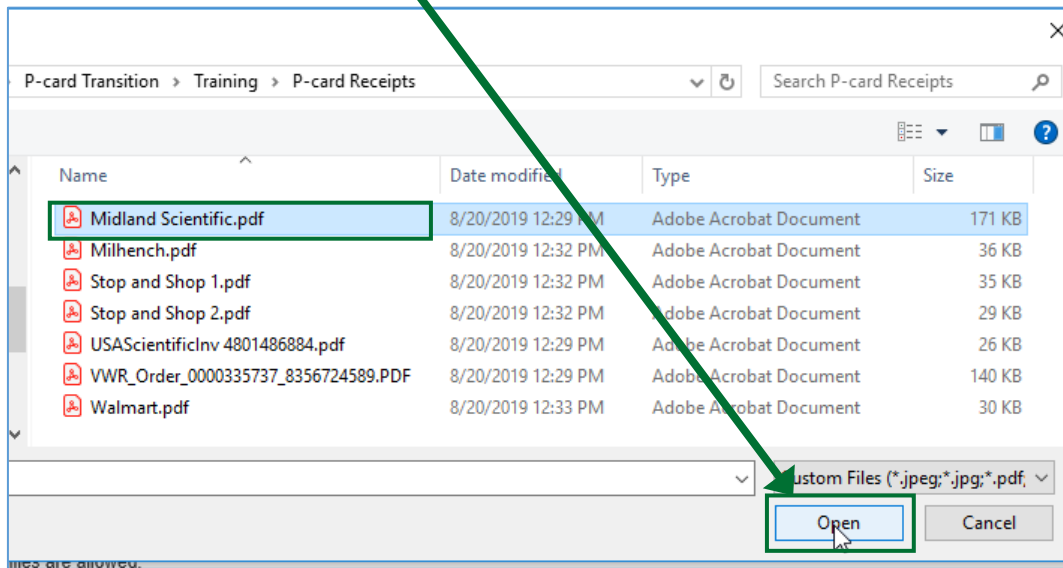 P-card Transition > Training > P-card Receipts Search P-card Receipts
Name Date modified Type Size
Midland Scientific.pdf 8/20/2019 12:29 PM Adobe Acrobat Document 171 KB
Milhench.pdf 8/20/2019 12:32 PM Adobe Acrobat Document 36 KB
Stop and Shop 1.pdf 8/20/2019 12:32 PM Adobe Acrobat Document 35 KB
Stop and Shop 2.pdf 8/20/2019 12:32 PM Adobe Acrobat Document 29 KB
USAScientificInv 4801486884.pdf 8/20/2019 12:29 PM Adobe Acrobat Document 26 KB
VWR_Order_0000335737_8356724589.PDF 8/20/2019 12:29 PM Adobe Acrobat Document 140 KB
Walmart.pdf 8/20/2019 12:33 PM Adobe Acrobat Document 30 KB
Custom Files (*.jpeg;*.jpg;*.pdf;
Open Cancel
are allowed.